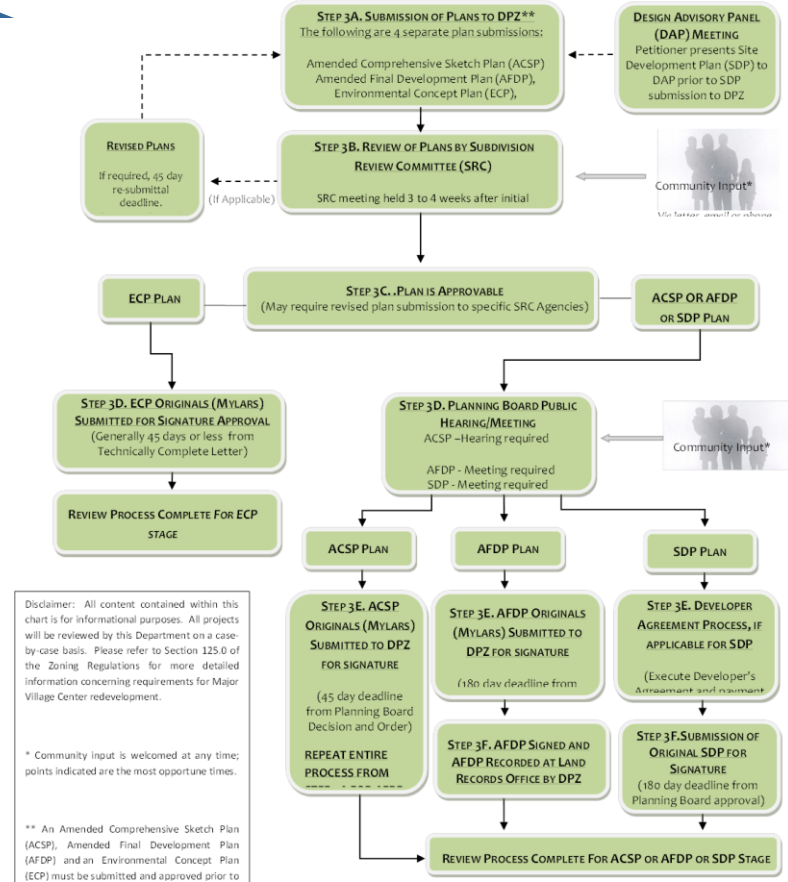 STEP 3A. SUBMISSION OF PLANS TO DPZ**
The following are 4 separate plan submissions:
Amended Comprehensive Sketch Plan (ACSP)
Amended Final Development Plan (AFDP),
Environmental Concept Plan (ECP),
DESIGN ADVISORY PANEL
(DAP) MEETING
Petitioner presents Site
Development Plan (SDP) to
DAP prior to SDP
submission to DPZ
REVISED PLANS
If required, 45 day
re-submittal
deadline.
(If Applicable)
STEP 3B. REVIEW OF PLANS BY SUBDIVISION
REVIEW COMMITTEE (SRC)
SRC meeting held 3 to 4 weeks after initial
Community Input*
Via letter, email or phone
ECP PLAN
STEP 3C. .PLAN IS APPROVABLE
(May require revised plan submission to specific SRC Agencies)
ACSP OR AFDP
OR SDP PLAN
STEP 3D. ECP ORIGINALS (MYLARS)
SUBMITTED FOR SIGNATURE APPROVAL
(Generally 45 days or less from
Technically Complete Letter)
STEP 3D. PLANNING BOARD PUBLIC
HEARING/MEETING
ACSP –Hearing required
AFDP - Meeting required
SDP - Meeting required
Community Input*
REVIEW PROCESS COMPLETE FOR ECP
STAGE
ACSP PLAN
AFDP PLAN
SDP PLAN
STEP 3E. ACSP
ORIGINALS (MYLARS)
SUBMITTED TO DPZ
FOR SIGNATURE
(45 day deadline
from Planning Board
Decision and Order)
REPEAT ENTIRE
PROCESS FROM
STEP 3E. AFDP ORIGINALS
(MYLARS) SUBMITTED TO
DPZ FOR SIGNATURE
(180 day deadline from
STEP 3E. DEVELOPER
AGREEMENT PROCESS, IF
APPLICABLE FOR SDP
(Execute Developer's
Agreement and payment
STEP 3F. AFDP SIGNED AND
AFDP RECORDED AT LAND
RECORDS OFFICE BY DPZ
STEP 3F.SUBMISSION OF
ORIGINAL SDP FOR
SIGNATURE
(180 day deadline from
Planning Board approval)
REVIEW PROCESS COMPLETE FOR ACSP OR AFDP OR SDP STAGE
Disclaimer: All content contained within this
chart is for informational purposes. All projects
will be reviewed by this Department on a case-
by-case basis. Please refer to Section 125.0 of
the Zoning Regulations for more detailed
information concerning requirements for Major
Village Center redevelopment.
* Community input is welcomed at any time;
points indicated are the most opportune times.
** An Amended Comprehensive Sketch Plan
(ACSP), Amended Final Development Plan
(AFDP) and an Environmental Concept Plan
(ECP) must be submitted and approved prior to